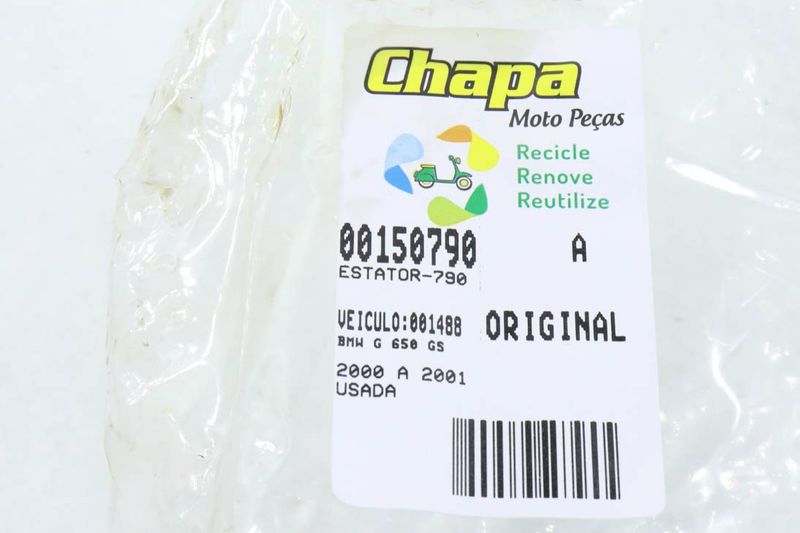 Chapa
Moto Peças
Recicle
Renove
Reutilize
00150790 A
ESTATOR-790
VEICULO:001488 ORIGINAL
BMW G 650 GS
2000 A 2001
USADA